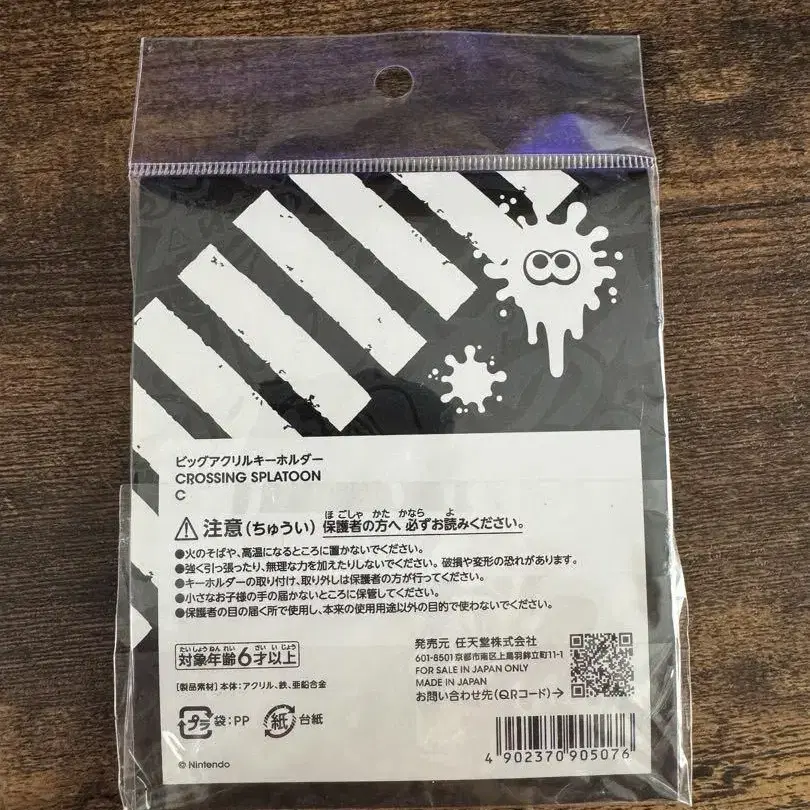 ビッグアクリルキーホルダー
CROSSING SPLATOON
C
ほごしゃ かた かなら よ
注意(ちゅうい) 保護者の方へ 必ずお読みください。
●火のそばや、高温になるところに置かないでください。
●強く引っ張ったり、無理な力を加えたりしないでください。破損や変形の恐れがあります。
●キーホルダーの取り付け、取り外しは保護者の方が行ってください。
●小さなお子様の手の届かないところに保管してください。
●保護者の目の届く所で使用し、本来の使用用途以外の目的で使わないでください。
たいしょうねんれい さい いじょう
対象年齢6才以上
[製品素材] 本体:アクリル、鉄、亜鉛合金
プラ 袋:PP 紙 台紙
© Nintendo
発売元 任天堂株式会社
601-8501 京都市南区上鳥羽鉾立町11-1
FOR SALE IN JAPAN ONLY
MADE IN JAPAN
お問い合わせ先(QRコード)→
4 902370 905076